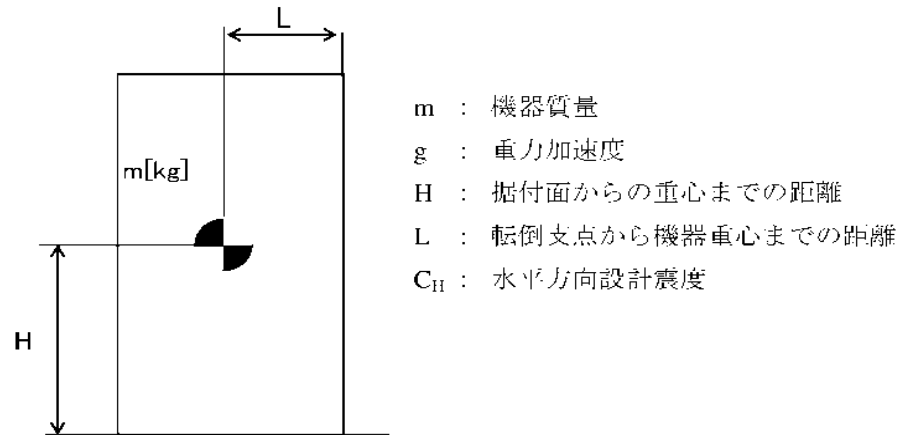 L
m[kg]
H
m : 機器質量
g : 重力加速度
H : 据付面からの重心までの距離
L : 転倒支点から機器重心までの距離
C_H : 水平方向設計震度